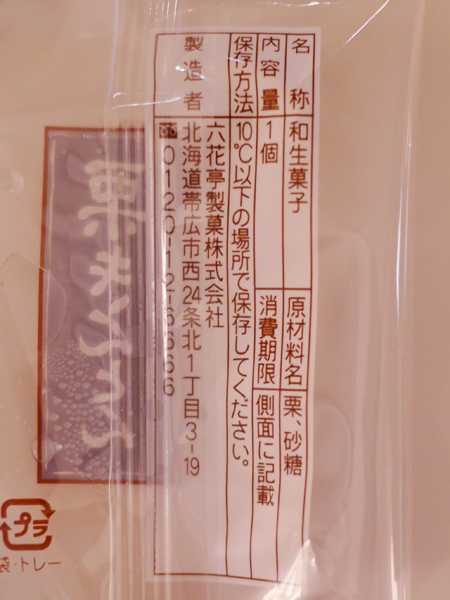 名称 和生菓子 原材料名 栗、砂糖
内容量 1個 消費期限 側面に記載
保存方法 10℃以下の場所で保存してください。
製造者 六花亭製菓株式会社
北海道帯広市西24条北1丁目3-19
0120-12-6666
栗きんとん
プラ
袋・トレー